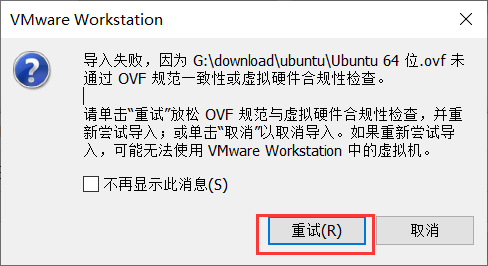 VMware Workstation
导入失败，因为 G:\download\ubuntu\Ubuntu 64 位.ovf 未
通过 OVF 规范一致性或虚拟硬件合规性检查。
请单击“重试”放松 OVF 规范与虚拟硬件合规性检查，并重
新尝试导入；或单击“取消”以取消导入。如果重新尝试导
入，可能无法使用 VMware Workstation 中的虚拟机。
不再显示此消息(S)
重试(R)
取消